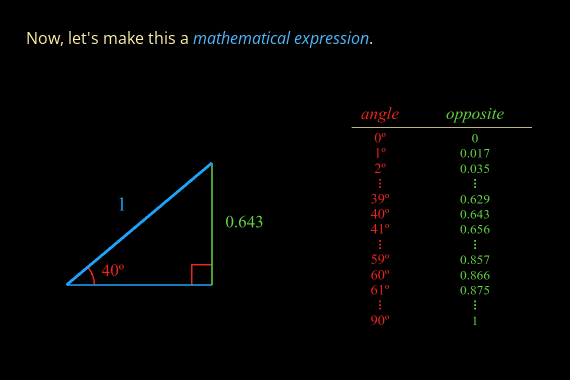 Now, let's make this a mathematical expression.
angle opposite
0º 0
1º 0.017
2º 0.035
⋮ ⋮
39º 0.629
40º 0.643
41º 0.656
⋮ ⋮
59º 0.857
60º 0.866
61º 0.875
⋮ ⋮
90º 1
1
0.643
40º